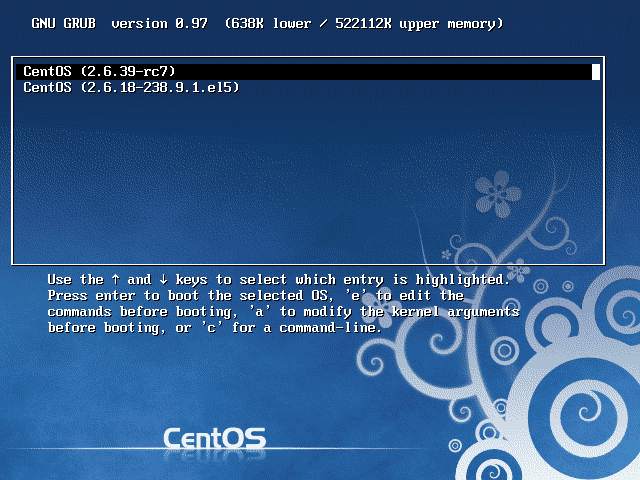 GNU GRUB  version 0.97  (638K lower / 522112K upper memory)
CentOS (2.6.39-rc7)
CentOS (2.6.18-238.9.1.el5)
Use the ↑ and ↓ keys to select which entry is highlighted.
Press enter to boot the selected OS, 'e' to edit the
commands before booting, 'a' to modify the kernel arguments
before booting, or 'c' for a command-line.
CentOS